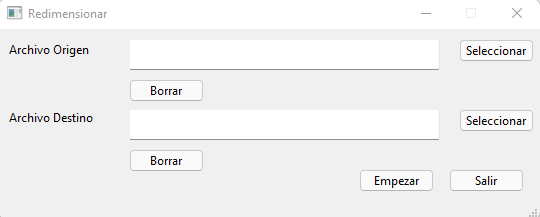 Redimensionar
Archivo Origen
Seleccionar
Borrar
Archivo Destino
Seleccionar
Borrar
Empezar
Salir